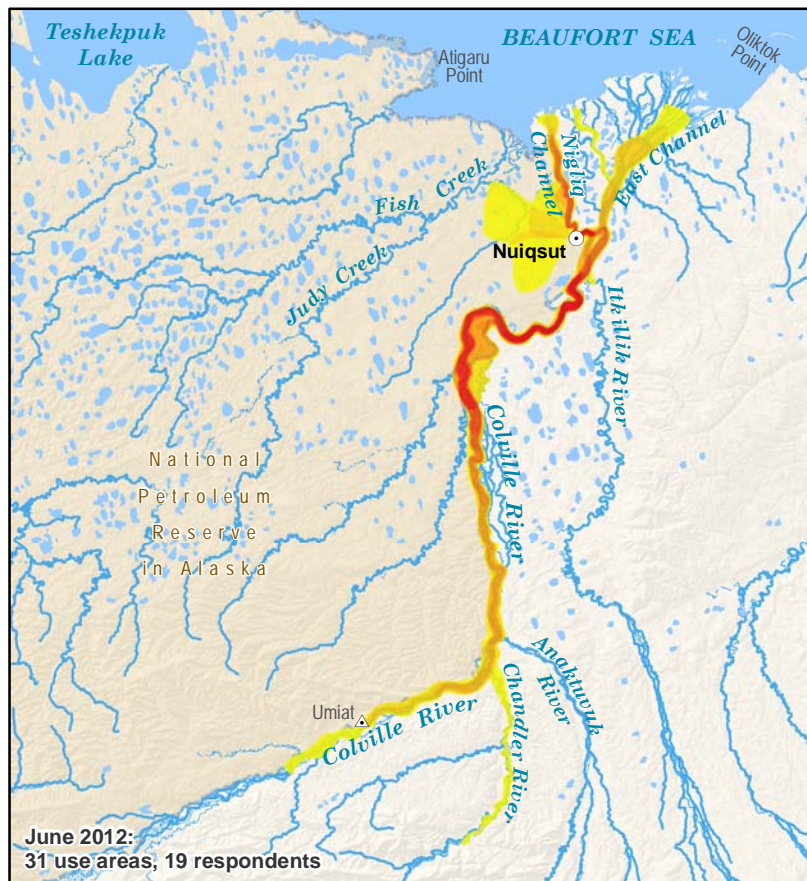 Teshekpuk
Lake
BEAUFORT SEA
Oliktok
Point
Atigaru
Point
Nigliq
Channel
East Channel
Fish Creek
Nuiqsut
Judy Creek
Itkillik River
Colville River
National
Petroleum
Reserve
in Alaska
Anaktuvuk
River
Chandler River
Umiat
Colville River
June 2012:
31 use areas, 19 respondents